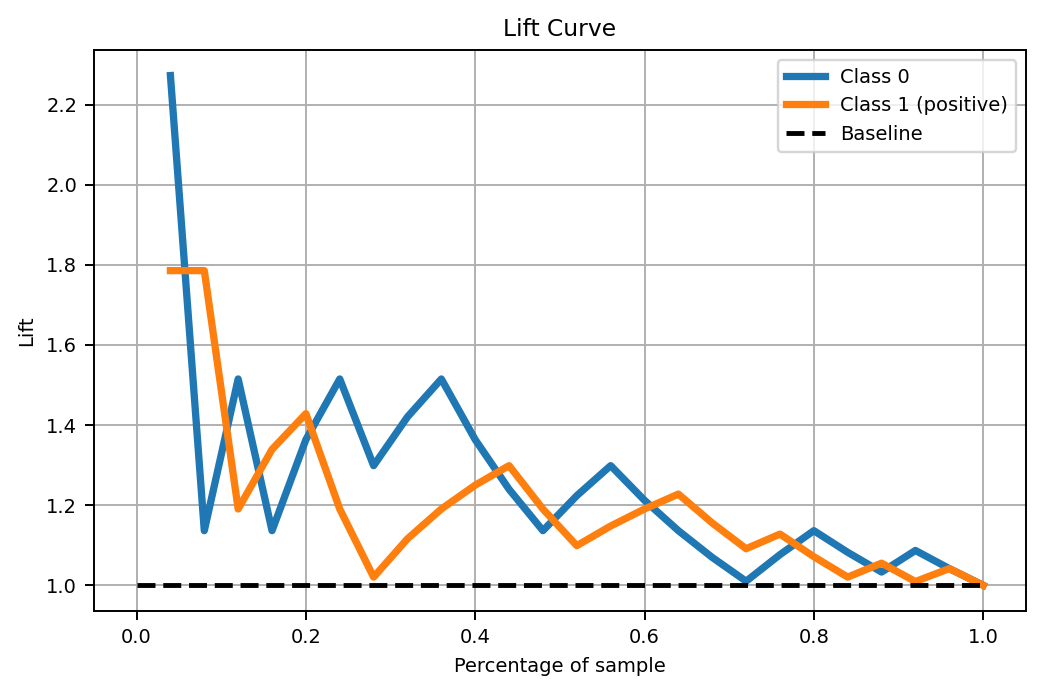 Lift Curve
Class 0
Class 1 (positive)
Baseline
2.2
2.0
1.8
1.6
1.4
1.2
1.0
Lift
0.0
0.2
0.4
0.6
0.8
1.0
Percentage of sample